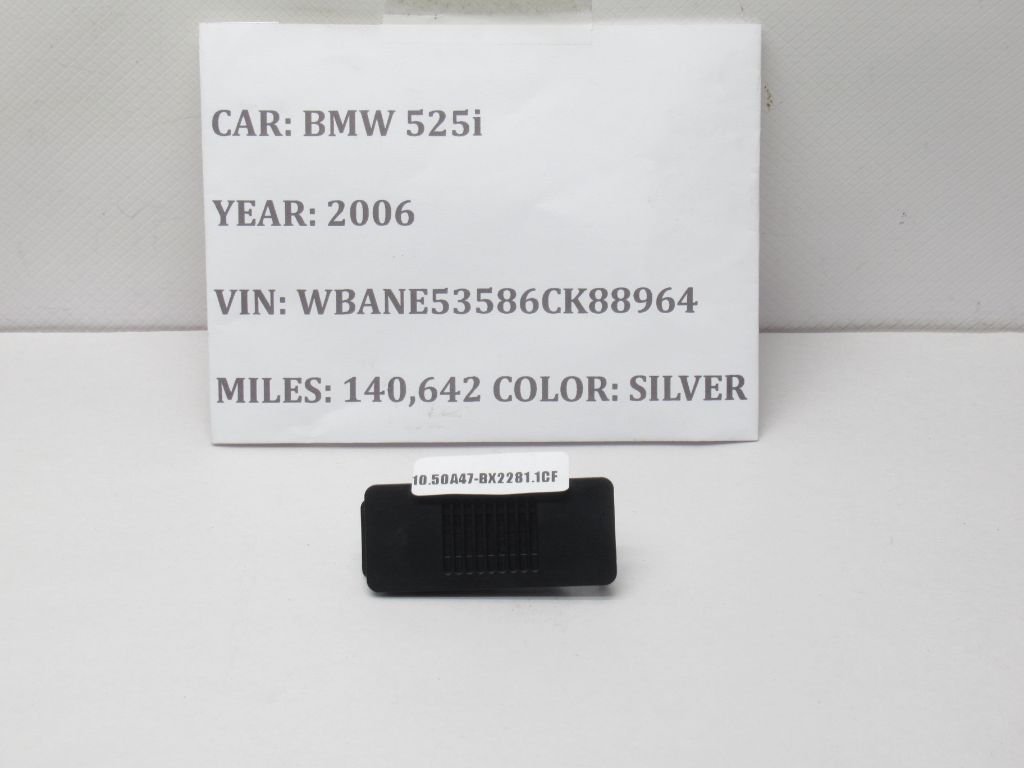 CAR: BMW 525i
YEAR: 2006
VIN: WBANE53586CK88964
MILES: 140,642 COLOR: SILVER
10.50A47-BX2281.1CF